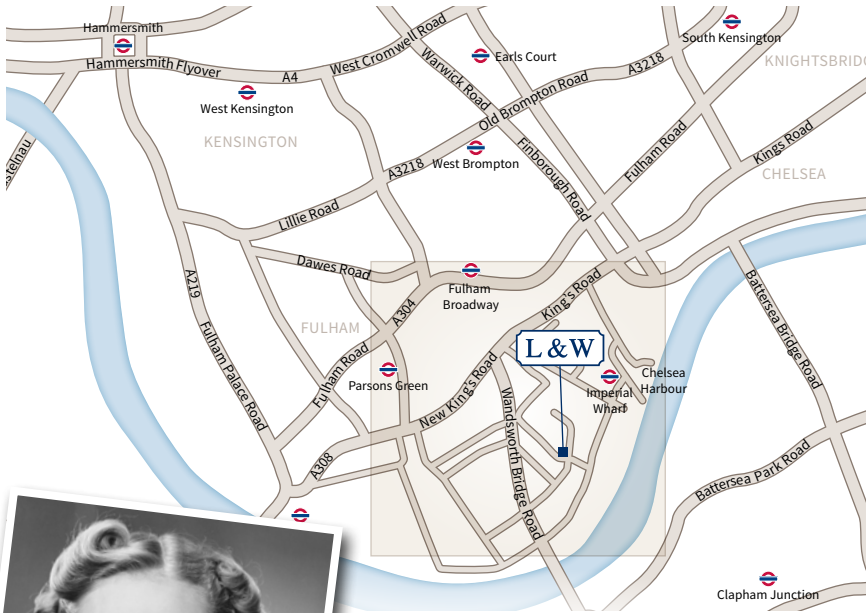 Hammersmith
South Kensington
West Cromwell Road
Earls Court
Hammersmith Flyover
A4
Warwick Road
A3218
KNIGHTSBRIDG
West Kensington
Old Brompton Road
KENSINGTON
Finborough Road
Fulham Road
Kings Road
stelnau
A3218
West Brompton
CHELSEA
Lillie Road
Dawes Road
A219
Fulham
Broadway
King's Road
Battersea Bridge Road
A304
FULHAM
L & W
Fulham Palace Road
Fulham Road
Parsons Green
New King's Road
Chelsea
Harbour
Imperial
Wharf
Wandsworth Bridge Road
A308
Battersea Park Road
Clapham Junction